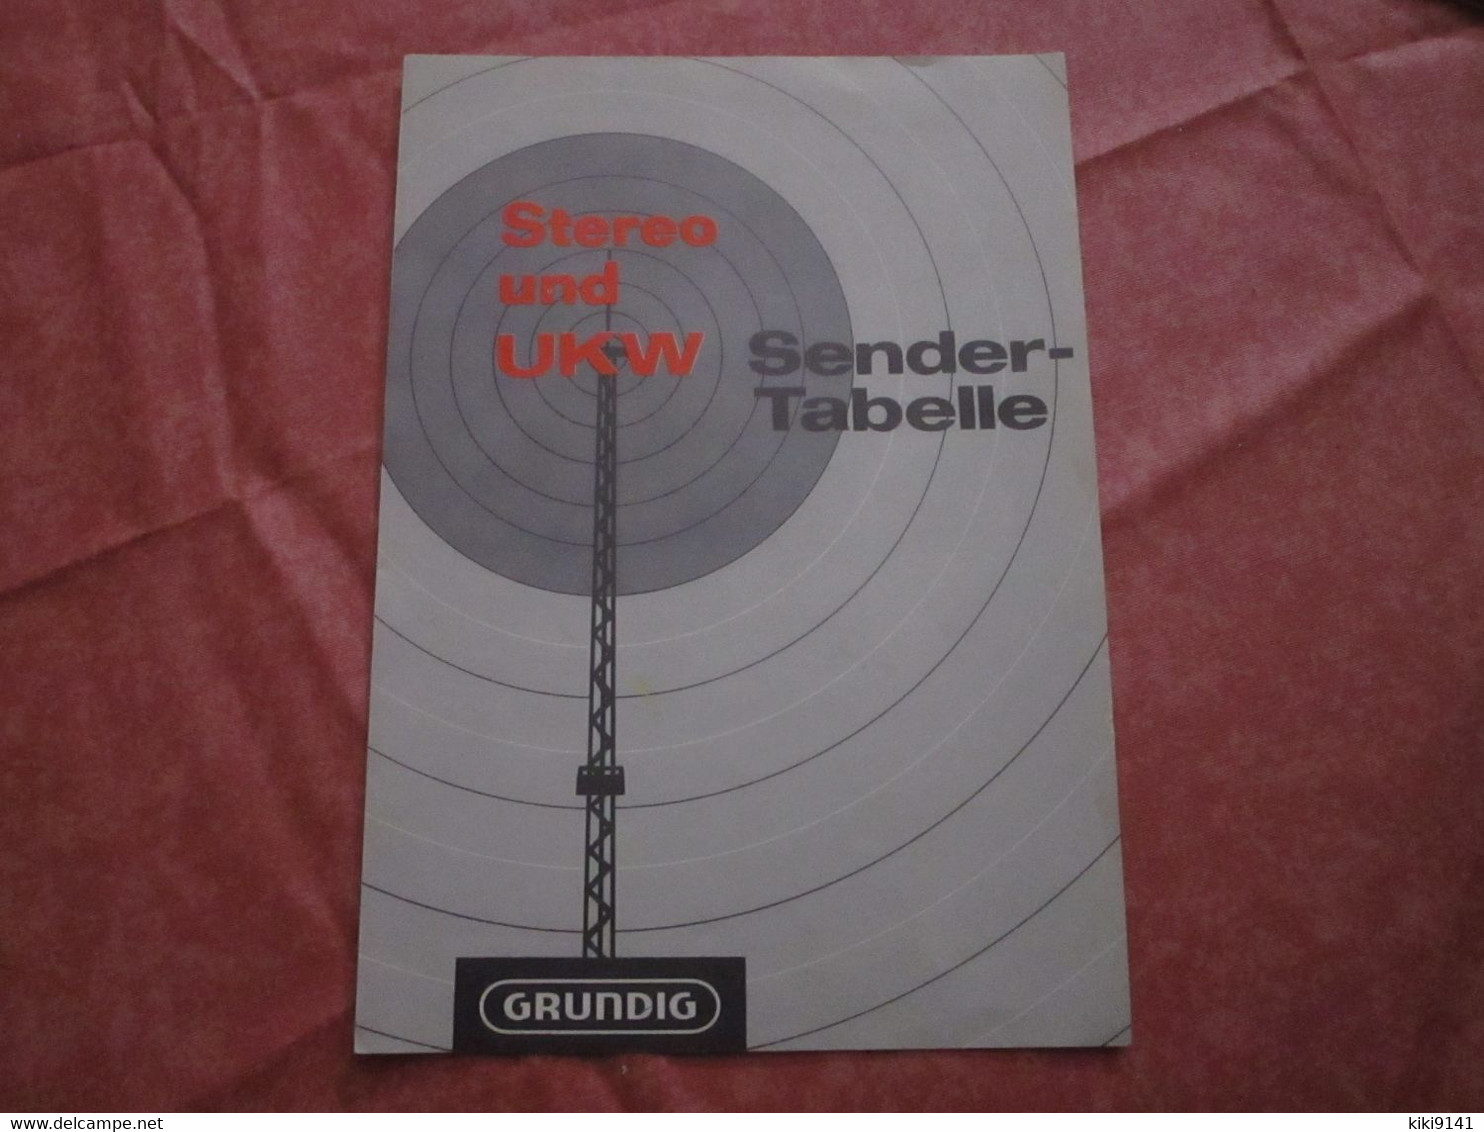 Stereo
und
UKW
Sender-
Tabelle
GRUNDIG
© www.delcampe.net
kiki9141